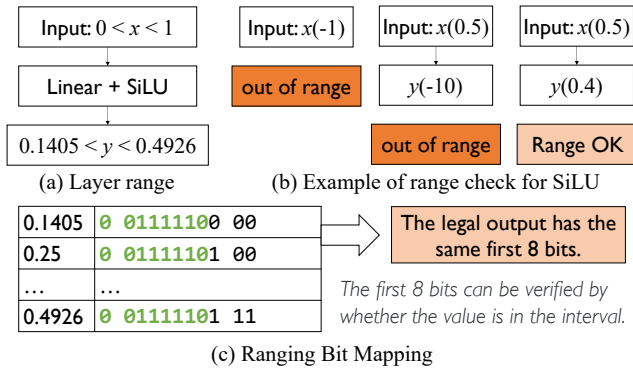 Input: 0 < x < 1
Linear + SiLU
0.1405 < y < 0.4926
(a) Layer range
Input: x(-1)
out of range
Input: x(0.5)
y(-10)
out of range
Input: x(0.5)
y(0.4)
Range OK
(b) Example of range check for SiLU
0.1405 0 01111100 00
0.25 0 01111101 00
... ...
0.4926 0 01111101 11
The legal output has the
same first 8 bits.
The first 8 bits can be verified by
whether the value is in the interval.
(c) Ranging Bit Mapping